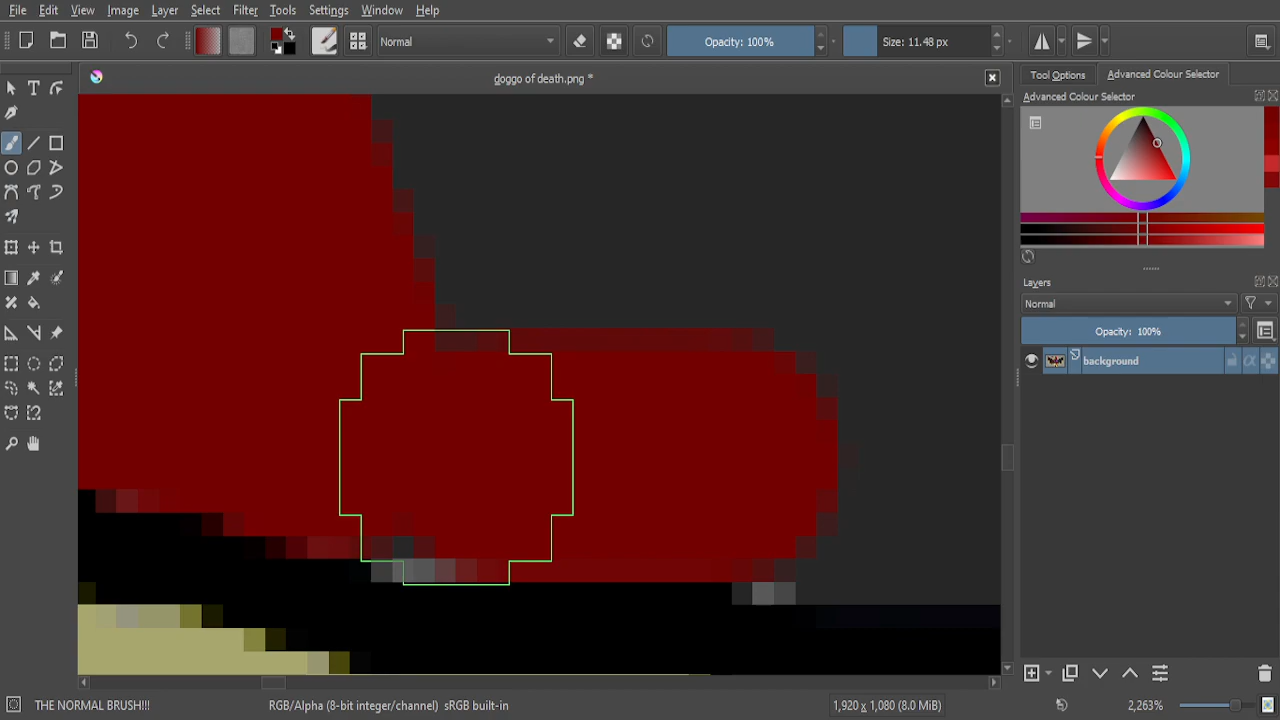 File Edit View Image Layer Select Filter Tools Settings Window Help
Normal Opacity: 100% Size: 11.48 px
doggo of death.png *
Tool Options Advanced Colour Selector
Advanced Colour Selector
Layers
Normal
Opacity: 100%
background
THE NORMAL BRUSH!!! RGB/Alpha (8-bit integer/channel) sRGB built-in 1,920 x 1,080 (8.0 MiB) 2,263%